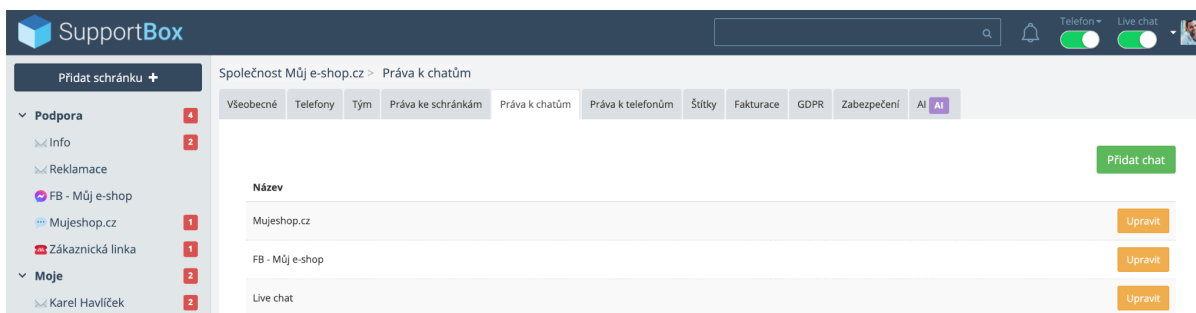 SupportBox
Telefon
Live chat
Přidat schránku +
Společnost Můj e-shop.cz > Práva k chatům
Všeobecné Telefony Tým Práva ke schránkám Práva k chatům Práva k telefonům Štítky Fakturace GDPR Zabezpečení AI AI
Podpora 4
Info 2
Reklamace
FB - Můj e-shop
Mujeshop.cz 1
Zákaznická linka 1
Moje 2
Karel Havlíček 2
Přidat chat
Název
Mujeshop.cz Upravit
FB - Můj e-shop Upravit
Live chat Upravit